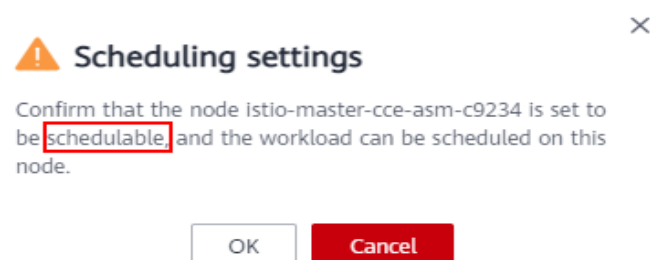 Scheduling settings
Confirm that the node istio-master-cce-asm-c9234 is set to
be schedulable, and the workload can be scheduled on this
node.
OK
Cancel